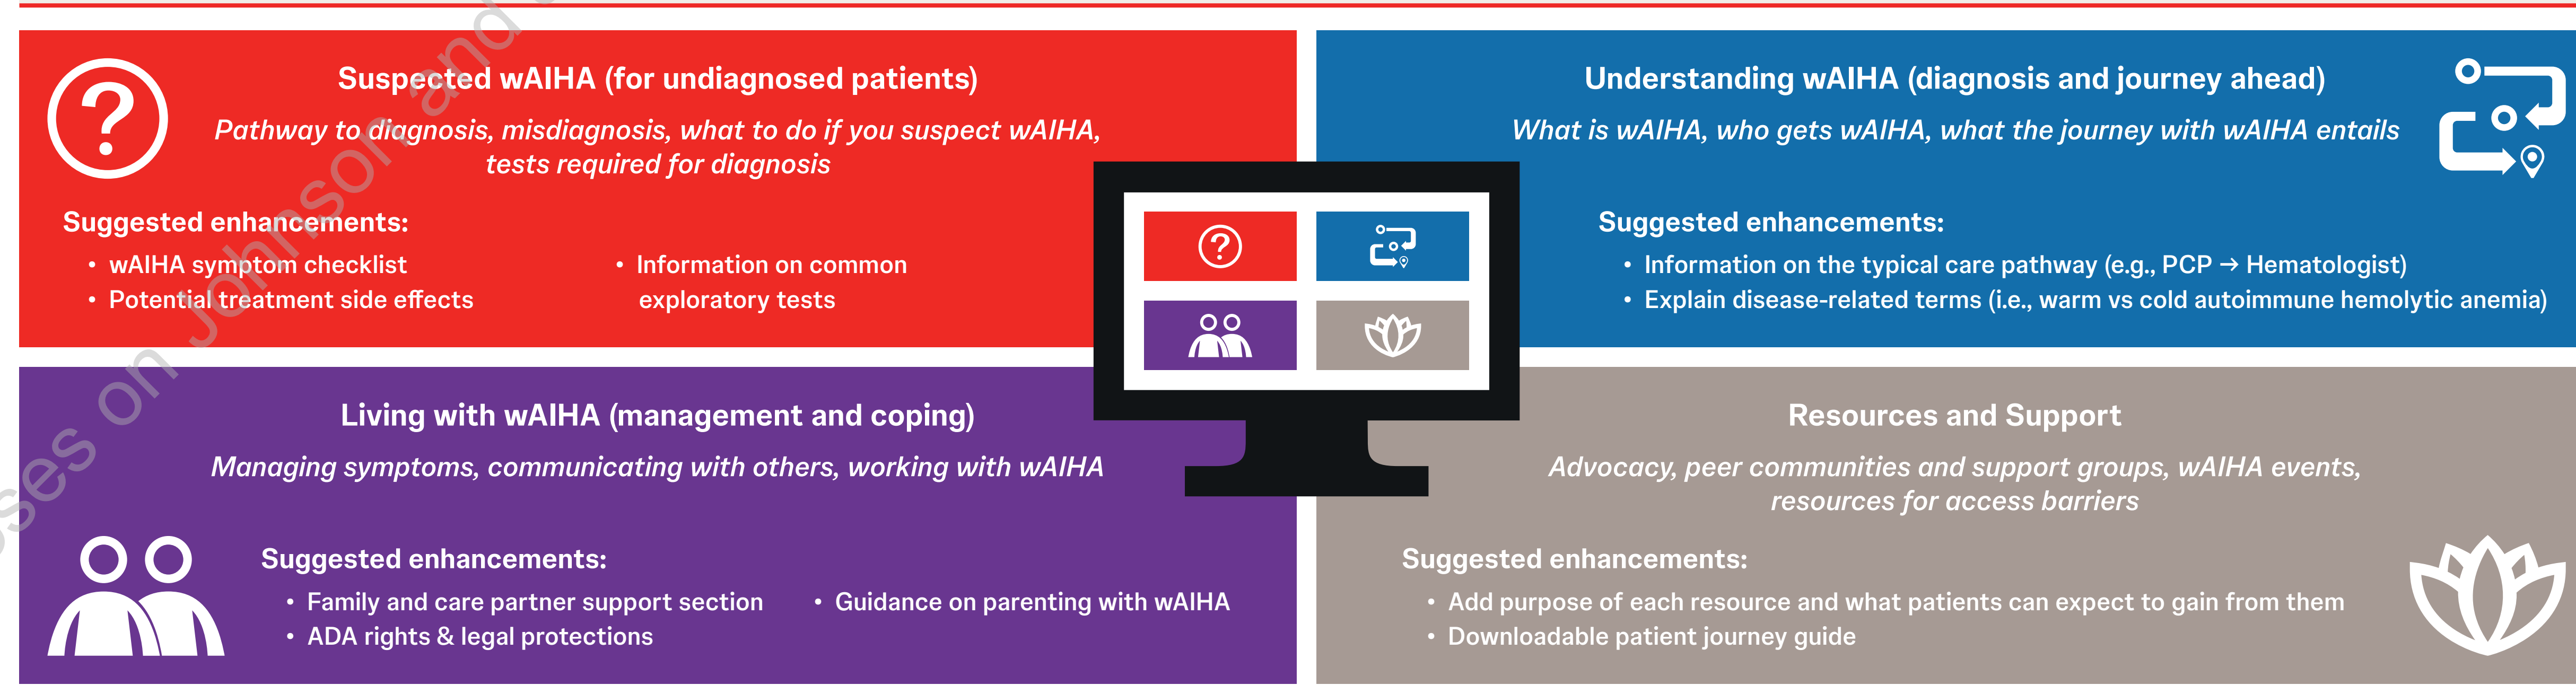 Suspected wAIHA (for undiagnosed patients)
Pathway to diagnosis, misdiagnosis, what to do if you suspect wAIHA,
tests required for diagnosis
Suggested enhancements:
• wAIHA symptom checklist
• Potential treatment side effects
• Information on common
exploratory tests
Understanding wAIHA (diagnosis and journey ahead)
What is wAIHA, who gets wAIHA, what the journey with wAIHA entails
Suggested enhancements:
• Information on the typical care pathway (e.g., PCP → Hematologist)
• Explain disease-related terms (i.e., warm vs cold autoimmune hemolytic anemia)
Living with wAIHA (management and coping)
Managing symptoms, communicating with others, working with wAIHA
Suggested enhancements:
• Family and care partner support section
• ADA rights & legal protections
• Guidance on parenting with wAIHA
Resources and Support
Advocacy, peer communities and support groups, wAIHA events,
resources for access barriers
Suggested enhancements:
• Add purpose of each resource and what patients can expect to gain from them
• Downloadable patient journey guide
on Johnson and